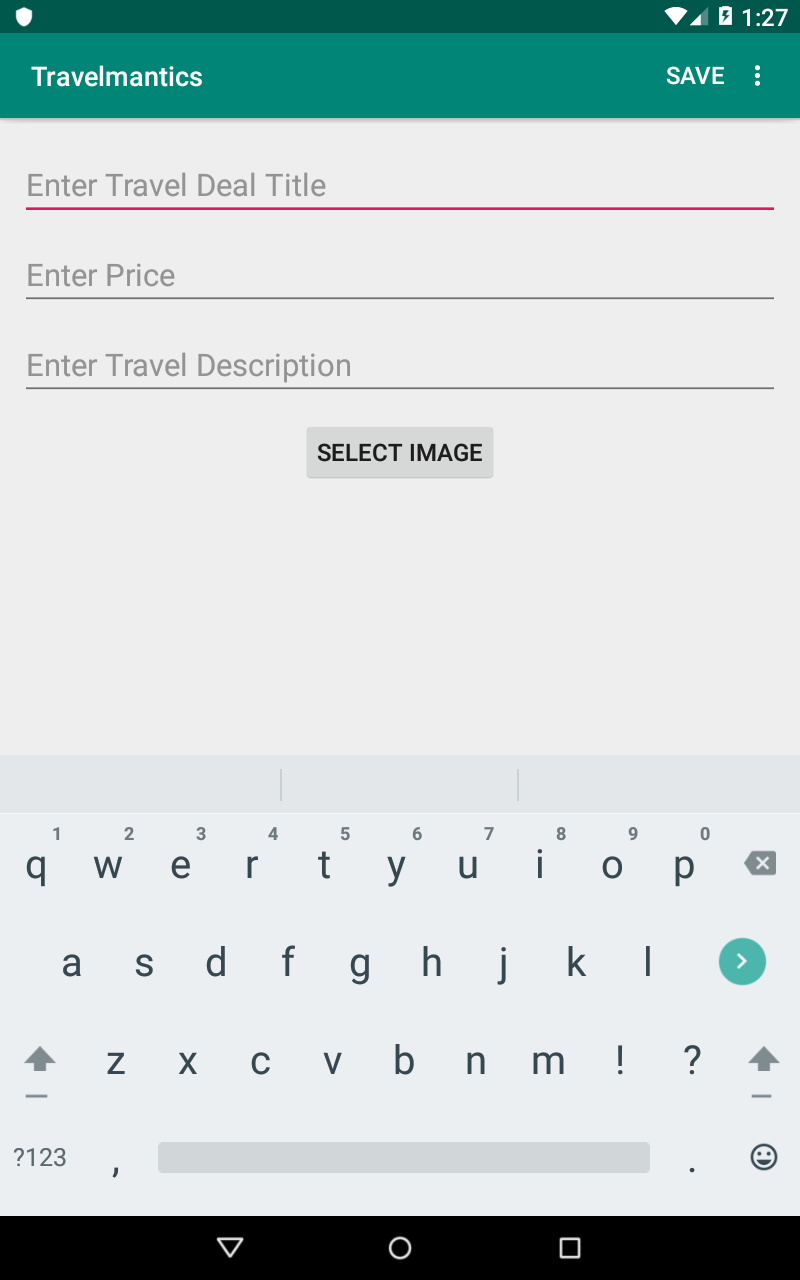 1:27
Travelmantics SAVE
Enter Travel Deal Title
Enter Price
Enter Travel Description
SELECT IMAGE
1 2 3 4 5 6 7 8 9 0
q w e r t y u i o p
a s d f g h j k l
z x c v b n m ! ?
?123 , .